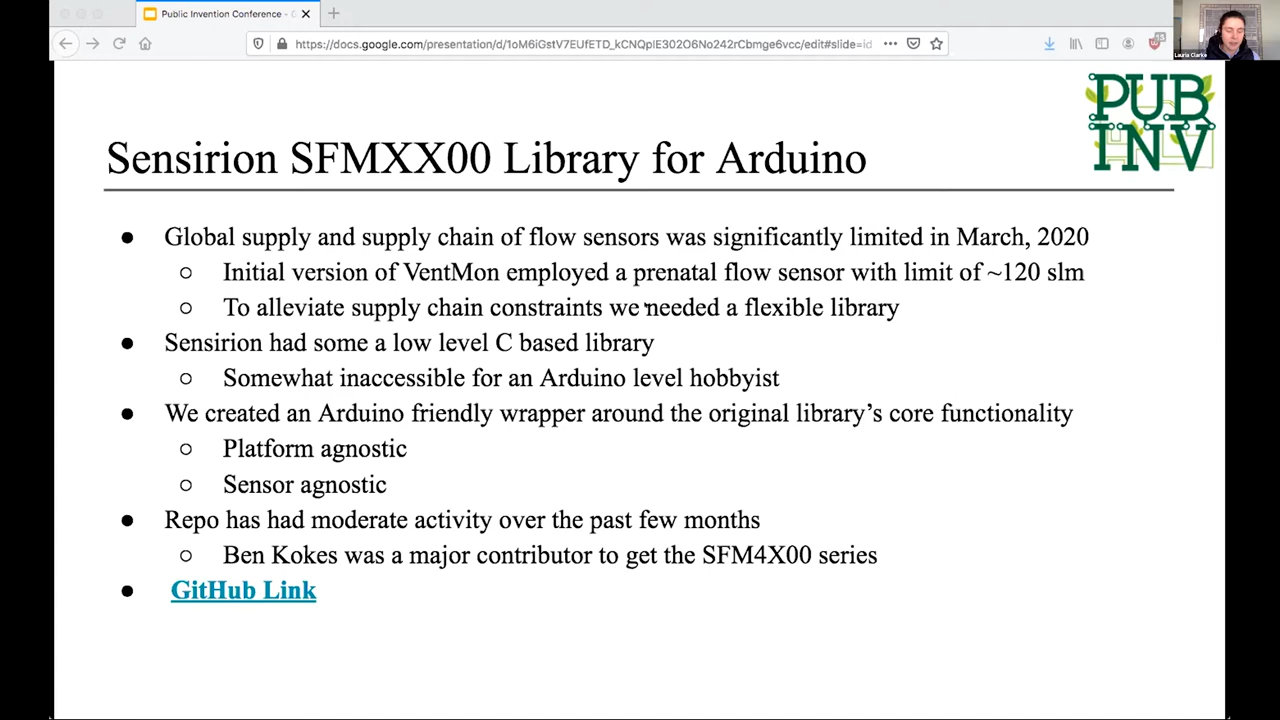 Public Invention Conference - G
https://docs.google.com/presentation/d/1oM6iGstV7EUfETD_kCNQpIE302O6No242rCbmge6vcc/edit#slide=id
Lauria Clarke
PUB
INV
Sensirion SFMXX00 Library for Arduino
● Global supply and supply chain of flow sensors was significantly limited in March, 2020
○ Initial version of VentMon employed a prenatal flow sensor with limit of ~120 slm
○ To alleviate supply chain constraints we needed a flexible library
● Sensirion had some a low level C based library
○ Somewhat inaccessible for an Arduino level hobbyist
● We created an Arduino friendly wrapper around the original library's core functionality
○ Platform agnostic
○ Sensor agnostic
● Repo has had moderate activity over the past few months
○ Ben Kokes was a major contributor to get the SFM4X00 series
● GitHub Link